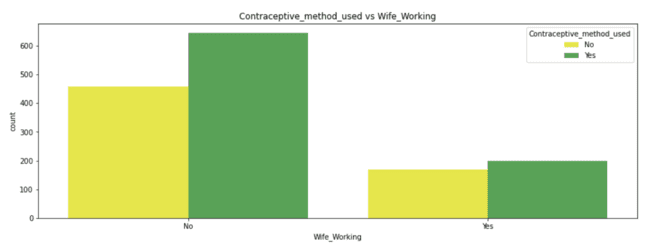 Contraceptive_method_used vs Wife_Working
Contraceptive_method_used
No
Yes
600
500
400
300
200
100
0
count
No Yes
Wife_Working